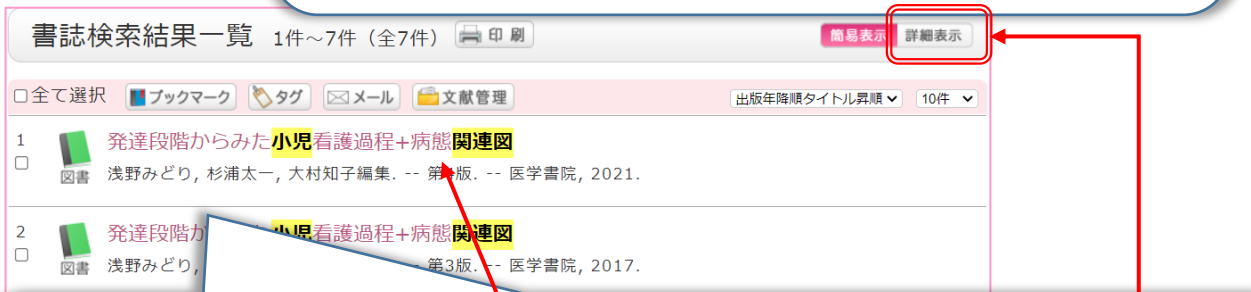 書誌検索結果一覧 1件～7件（全7件） 印刷 簡易表示 詳細表示
□全て選択 ブックマーク タグ メール 文献管理 出版年降順タイトル昇順 10件
1 発達段階からみた小児看護過程+病態関連図
図書 浅野みどり, 杉浦太一, 大村知子編集. -- 第 版. -- 医学書院, 2021.
2 発達段階か 小児看護過程+病態関連図
図書 浅野みどり, 第3版. -- 医学書院, 2017.